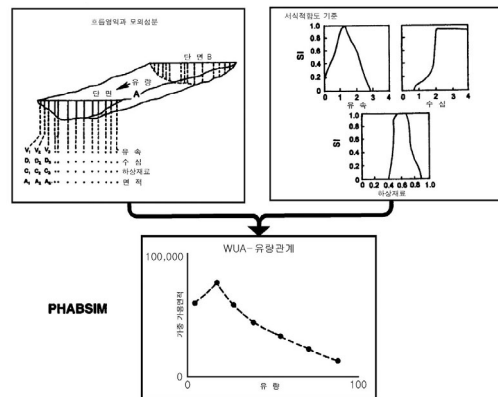 흐름영역과 모의성분
단 면 B
유 량
단 면 A
V₁ V₂ V₃ 유 속
D₁ D₂ D₃ 수 심
C₁ C₂ C₃ 하상재료
A₁ A₂ A₃ 면 적
서식적합도 기준
SI
1.0
0.8
0.6
0.4
0.2
0
0 1 2 3 4
유 속
0 1 2 3 4
수 심
SI
1.0
0.8
0.6
0.4
0.2
0
0 0.2 0.4 0.6 0.8 1.0
하상재료
PHABSIM
WUA-유량관계
100,000
가중 가용면적
0
0 100
유 량